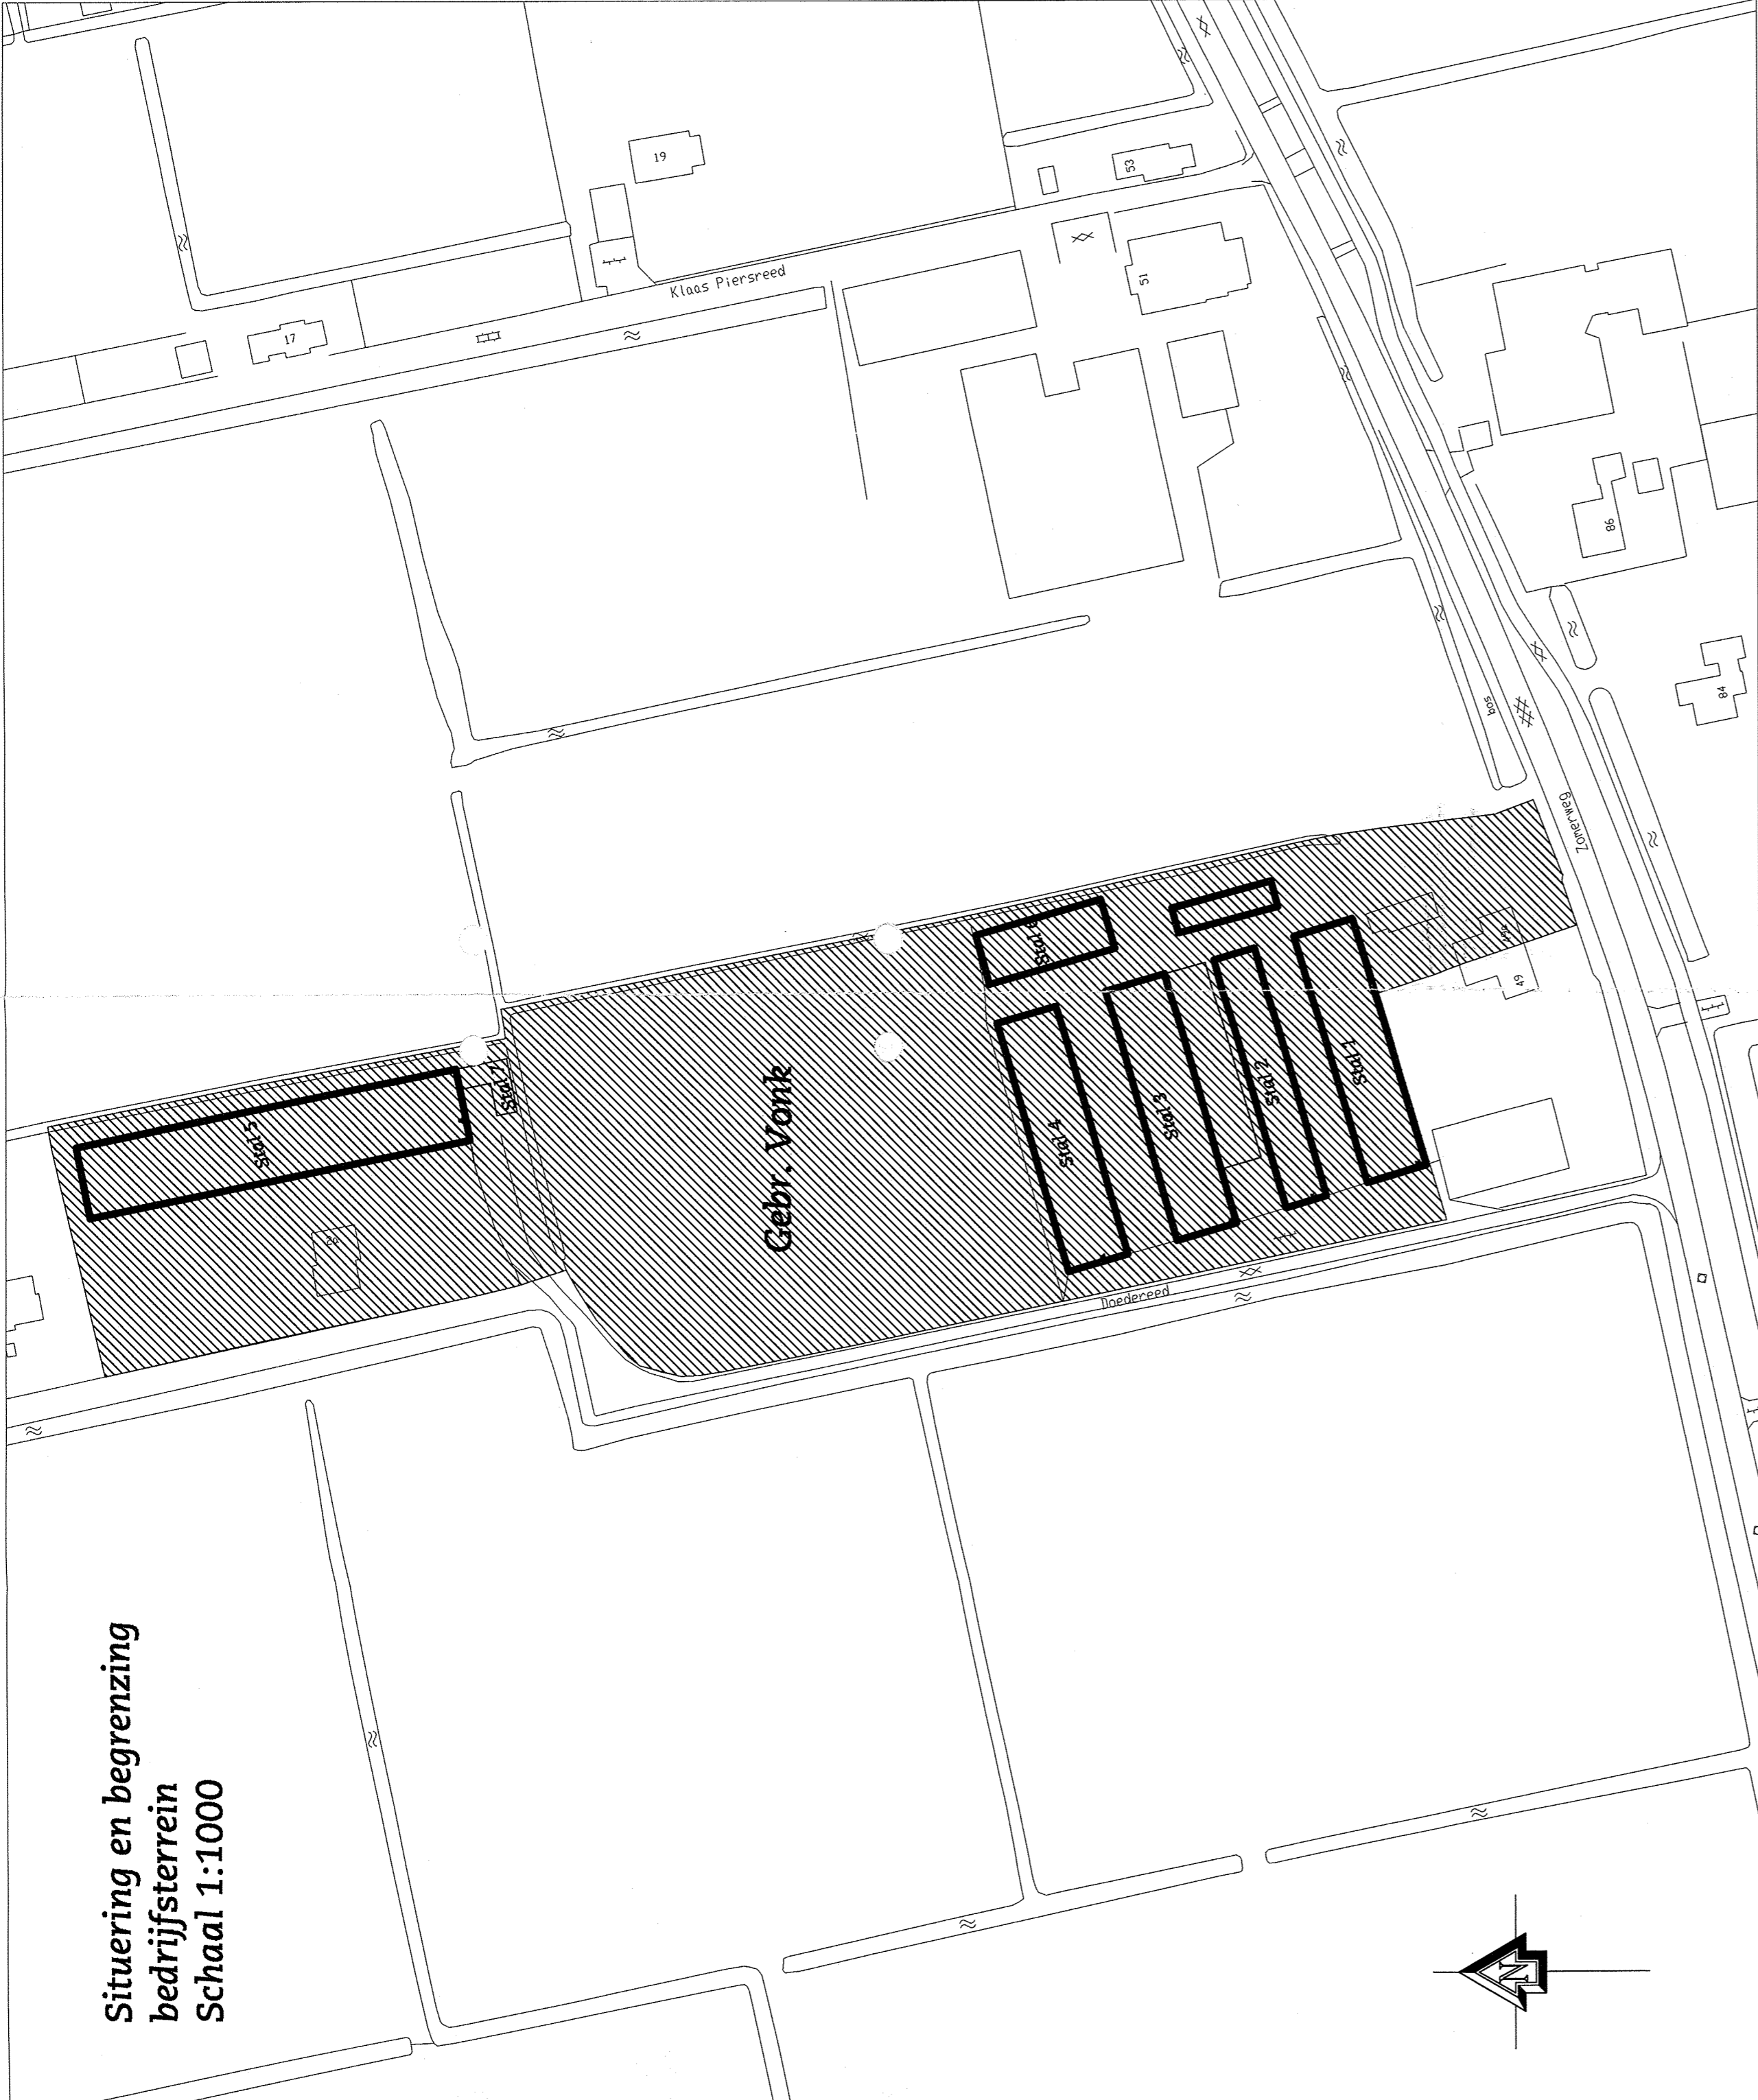 Situering en begrenzing
bedrijfsterrein
Schaal 1:1000
Gebr. Vonk
Stal 5
Stal 7
Stal
Stal 4
Stal 3
Stal 2
Stal 1
Klaas Piersreed
Doedereed
Zomerweg
bos
19
17
53
51
86
84
49
2a
N